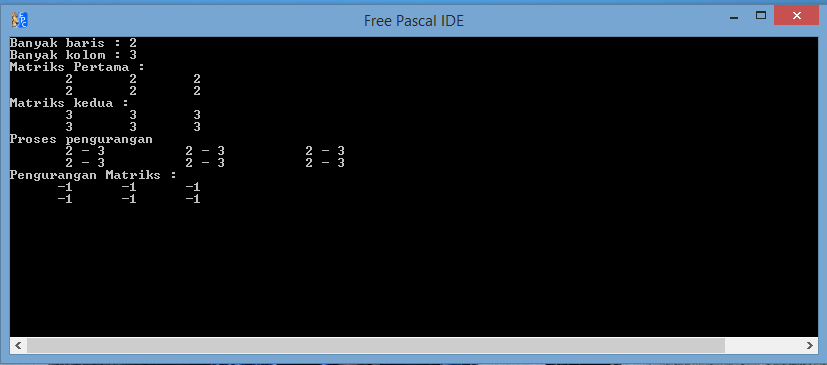 Free Pascal IDE
Banyak baris : 2
Banyak kolom : 3
Matriks Pertama :
2 2 2
2 2 2
Matriks kedua :
3 3 3
3 3 3
Proses pengurangan
2 - 3 2 - 3 2 - 3
2 - 3 2 - 3 2 - 3
Pengurangan Matriks :
-1 -1 -1
-1 -1 -1